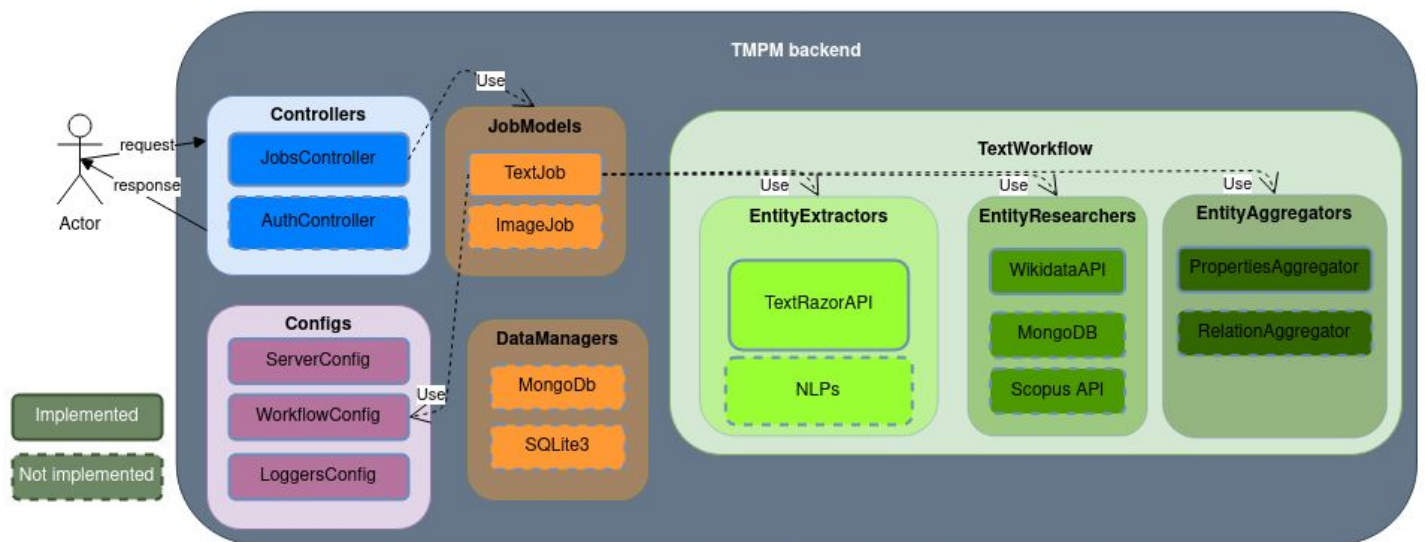 TMPM backend
Actor
request
response
Controllers
JobsController
AuthController
Use
JobModels
TextJob
ImageJob
Configs
ServerConfig
WorkflowConfig
LoggersConfig
Use
DataManagers
MongoDb
SQLite3
TextWorkflow
Use
Use
Use
EntityExtractors
TextRazorAPI
NLPs
EntityResearchers
WikidataAPI
MongoDB
Scopus API
EntityAggregators
PropertiesAggregator
RelationAggregator
Implemented
Not implemented